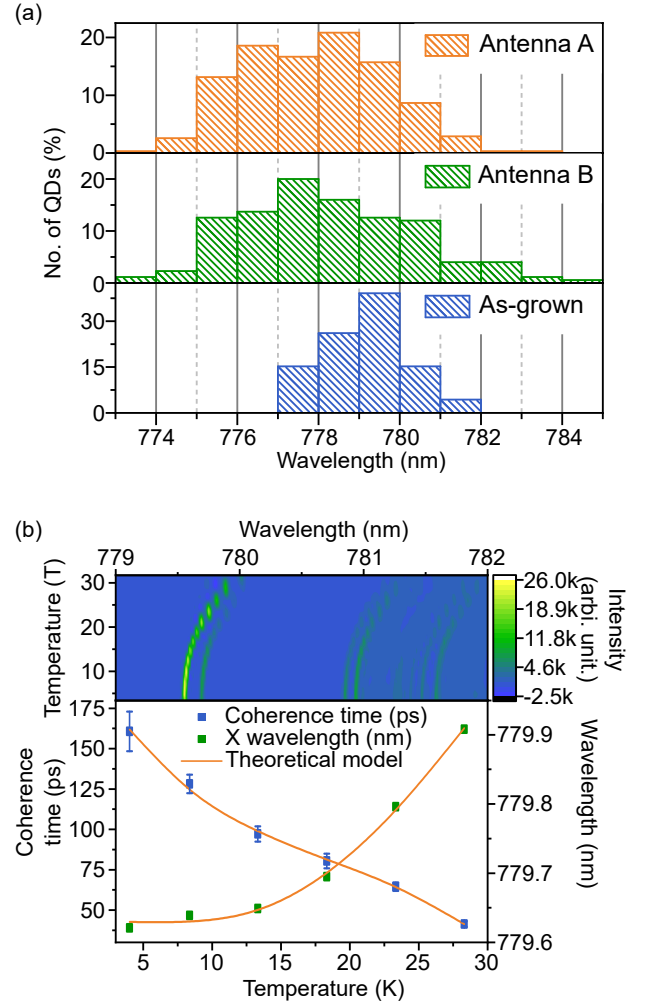 (a)
20
10
0
Antenna A
20
10
0
Antenna B
30
15
0
As-grown
No. of QDs (%)
774 776 778 780 782 784
Wavelength (nm)
(b)
Wavelength (nm)
779 780 781 782
30
20
10
Temperature (T)
26.0k
18.9k
11.8k
4.6k
-2.5k
Intensity
(arbi. unit.)
175
150
125
100
75
50
Coherence
time (ps)
Coherence time (ps)
X wavelength (nm)
Theoretical model
779.9
779.8
779.7
779.6
Wavelength (nm)
5 10 15 20 25 30
Temperature (K)